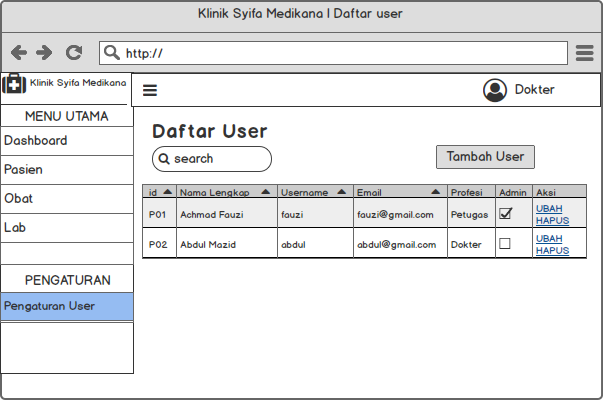 Klinik Syifa Medikana | Daftar user
http://
Klinik Syifa Medikana
Dokter
MENU UTAMA
Dashboard
Pasien
Obat
Lab
PENGATURAN
Pengaturan User
Daftar User
search
Tambah User
id Nama Lengkap Username Email Profesi Admin Aksi
P01 Achmad Fauzi fauzi fauzi@gmail.com Petugas UBAH
HAPUS
P02 Abdul Mazid abdul abdul@gmail.com Dokter UBAH
HAPUS